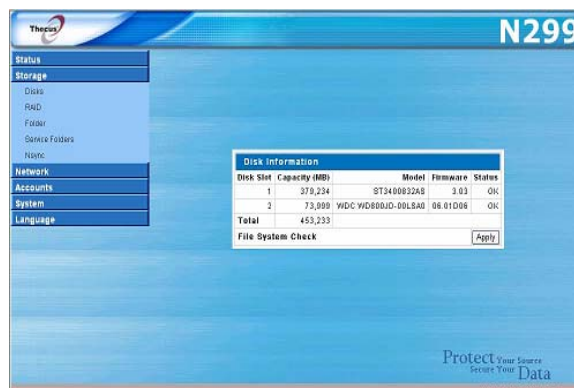 Thecus
N299
Status
Storage
Disks
RAID
Folder
Service Folders
Nsync
Network
Accounts
System
Language
Disk Information
Disk Slot Capacity (MB) Model Firmware Status
1 379,234 ST3400832AS 3.03 OK
2 73,999 WDC WD800JD-00LSA0 06.01D06 OK
Total 453,233
File System Check Apply
Protect Your Source
Secure Your Data